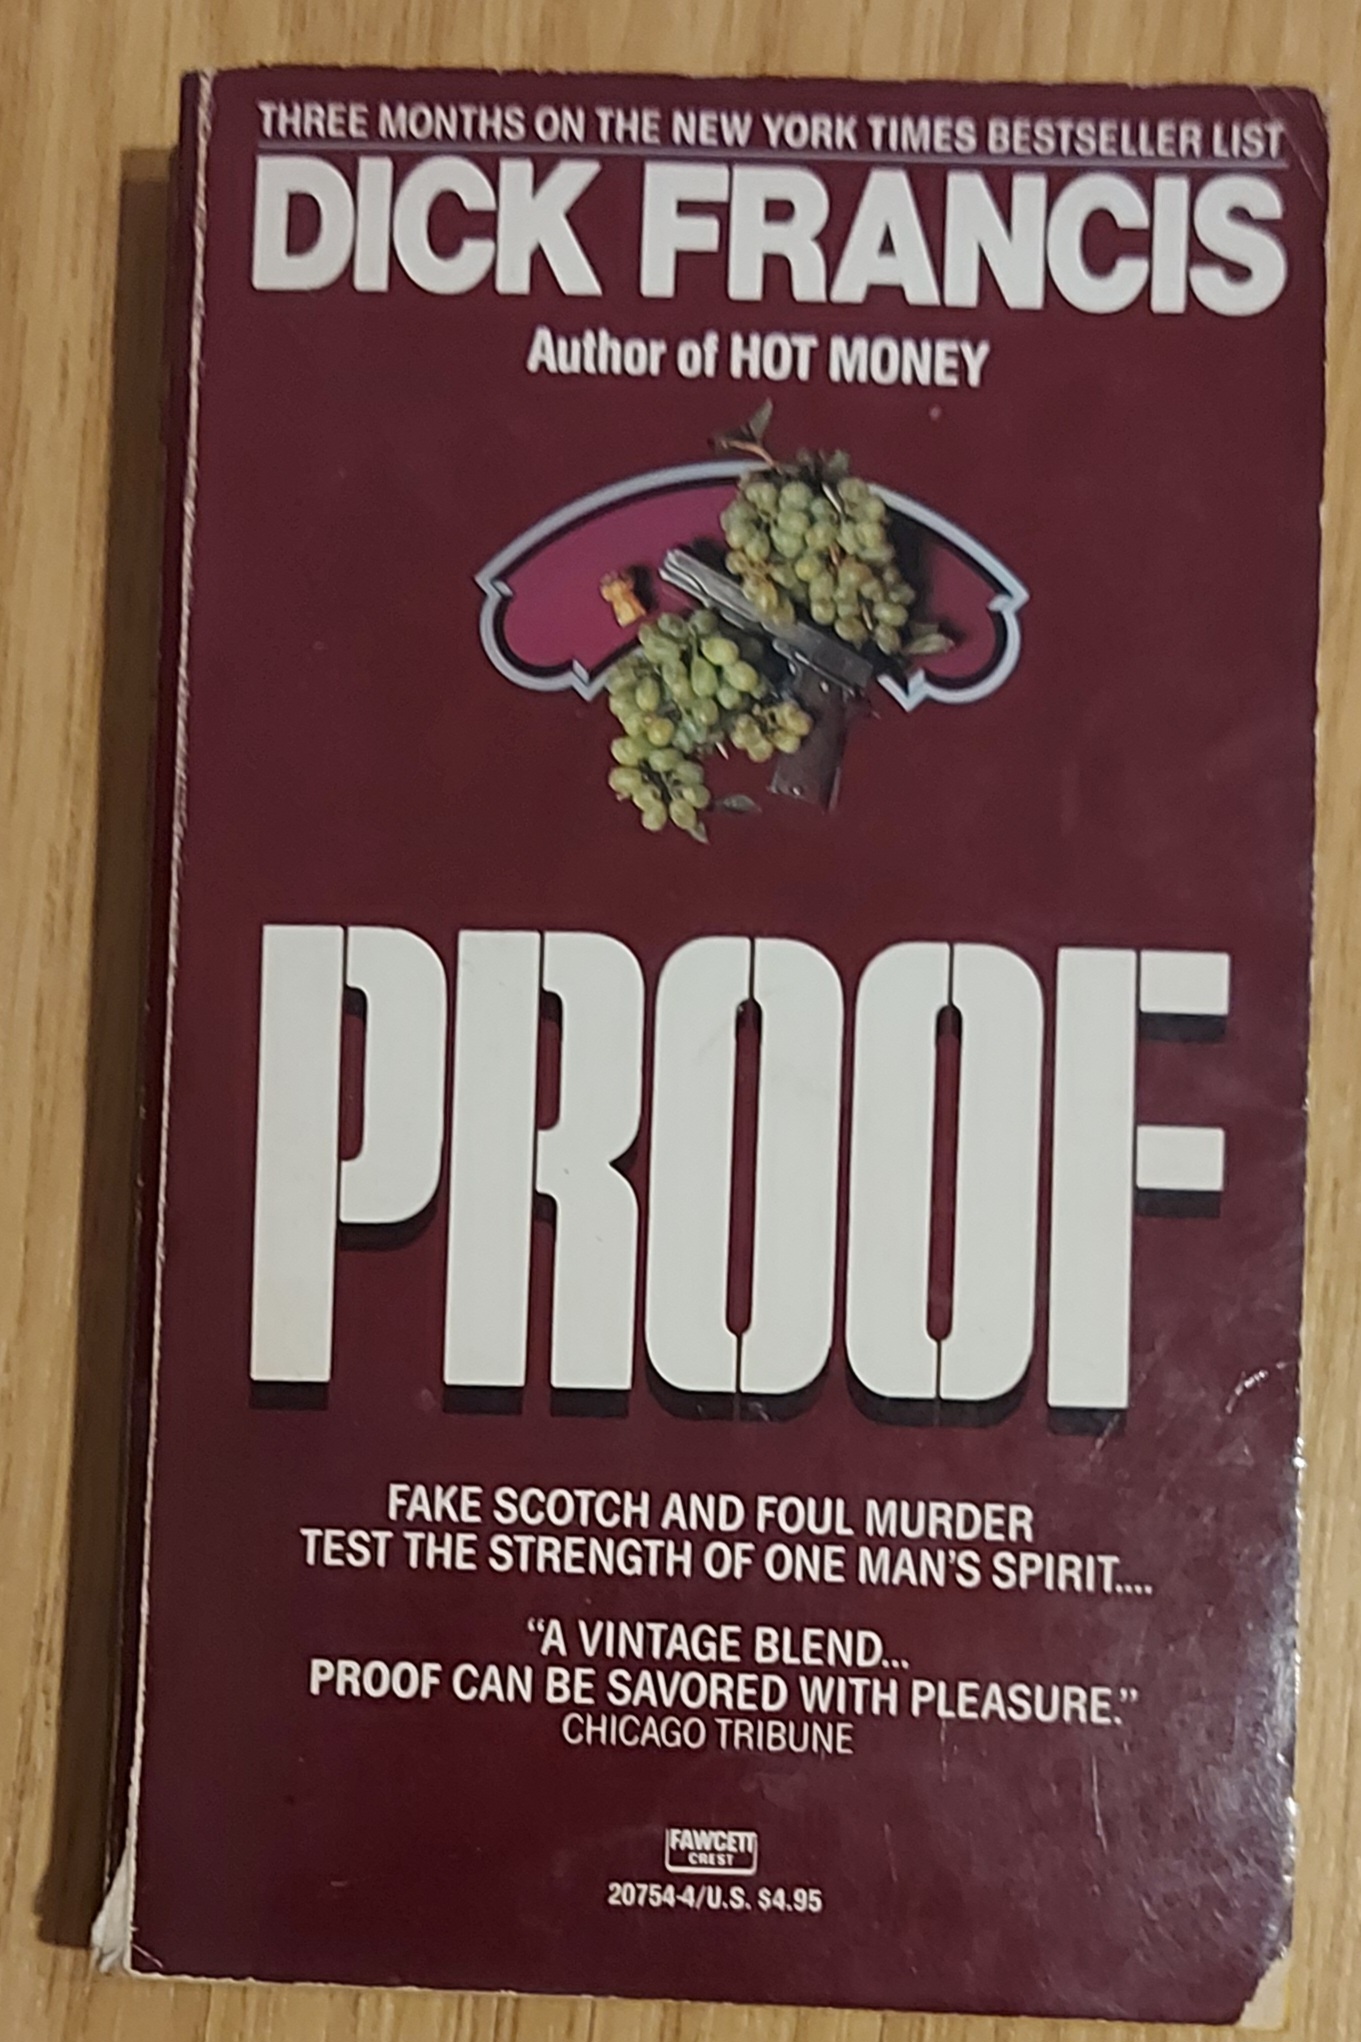 THREE MONTHS ON THE NEW YORK TIMES BESTSELLER LIST
DICK FRANCIS
Author of HOT MONEY
PROOF
FAKE SCOTCH AND FOUL MURDER
TEST THE STRENGTH OF ONE MAN'S SPIRIT....
“A VINTAGE BLEND...
PROOF CAN BE SAVORED WITH PLEASURE.”
CHICAGO TRIBUNE
FAWCETT
CREST
20754-4/U.S. $4.95